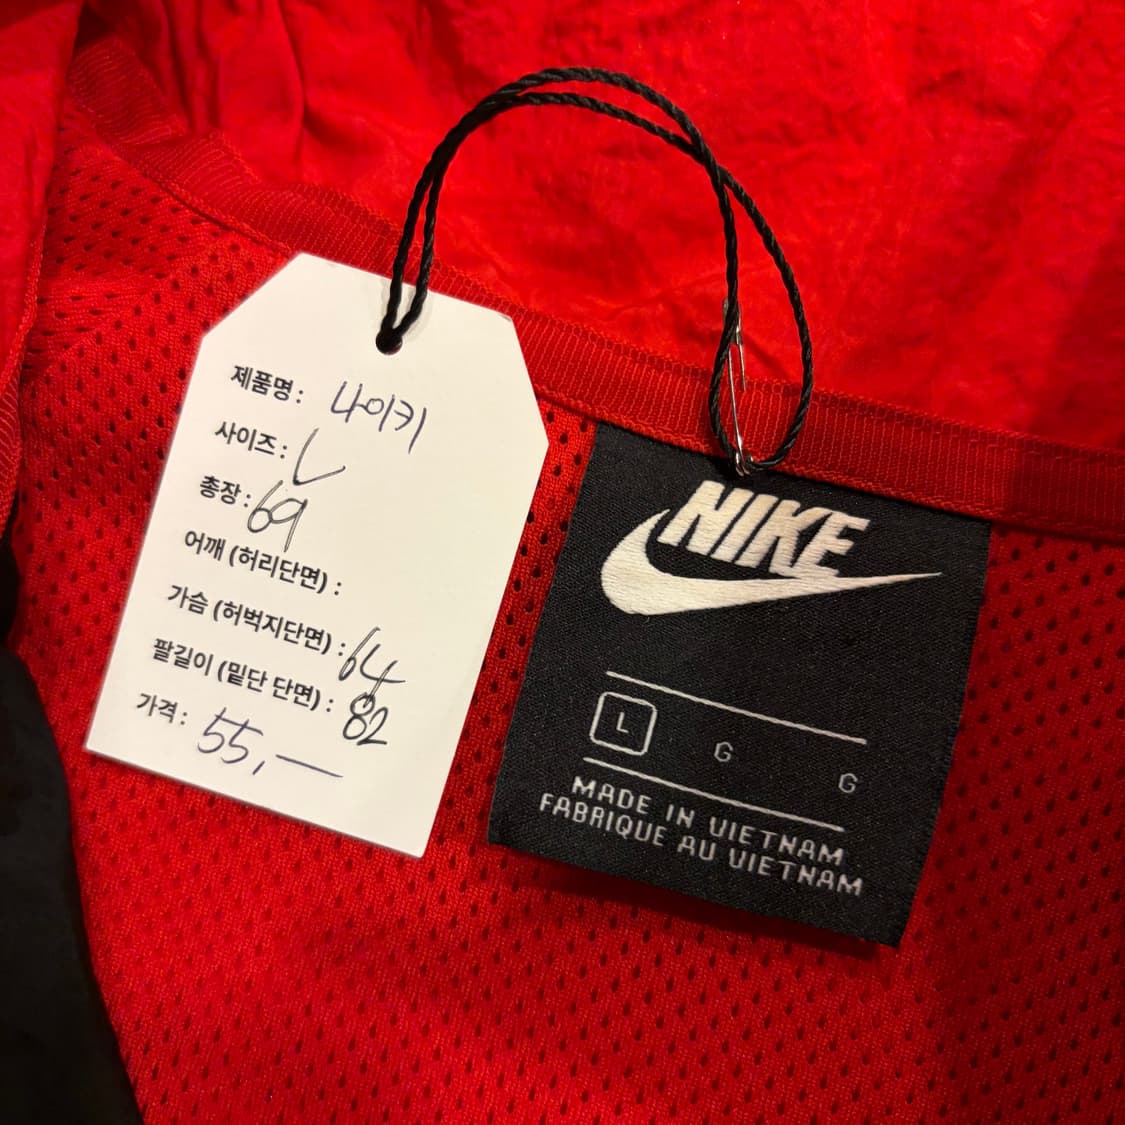 제품명: 나이키
사이즈: L
총장: 69
어깨 (허리단면) :
가슴 (허벅지단면) : 64
팔길이 (밑단 단면) : 82
가격: 55,—
NIKE
L G G
MADE IN VIETNAM
FABRIQUE AU VIETNAM